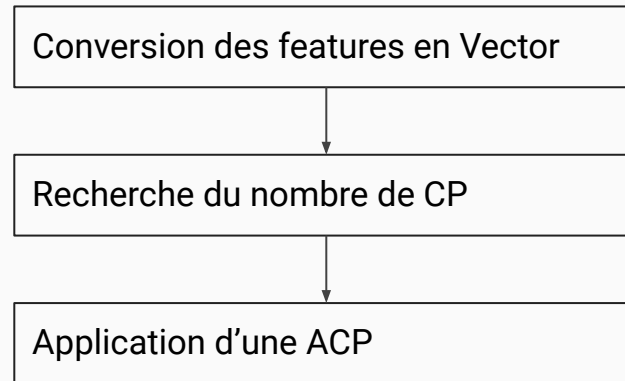 Conversion des features en Vector
Recherche du nombre de CP
Application d’une ACP